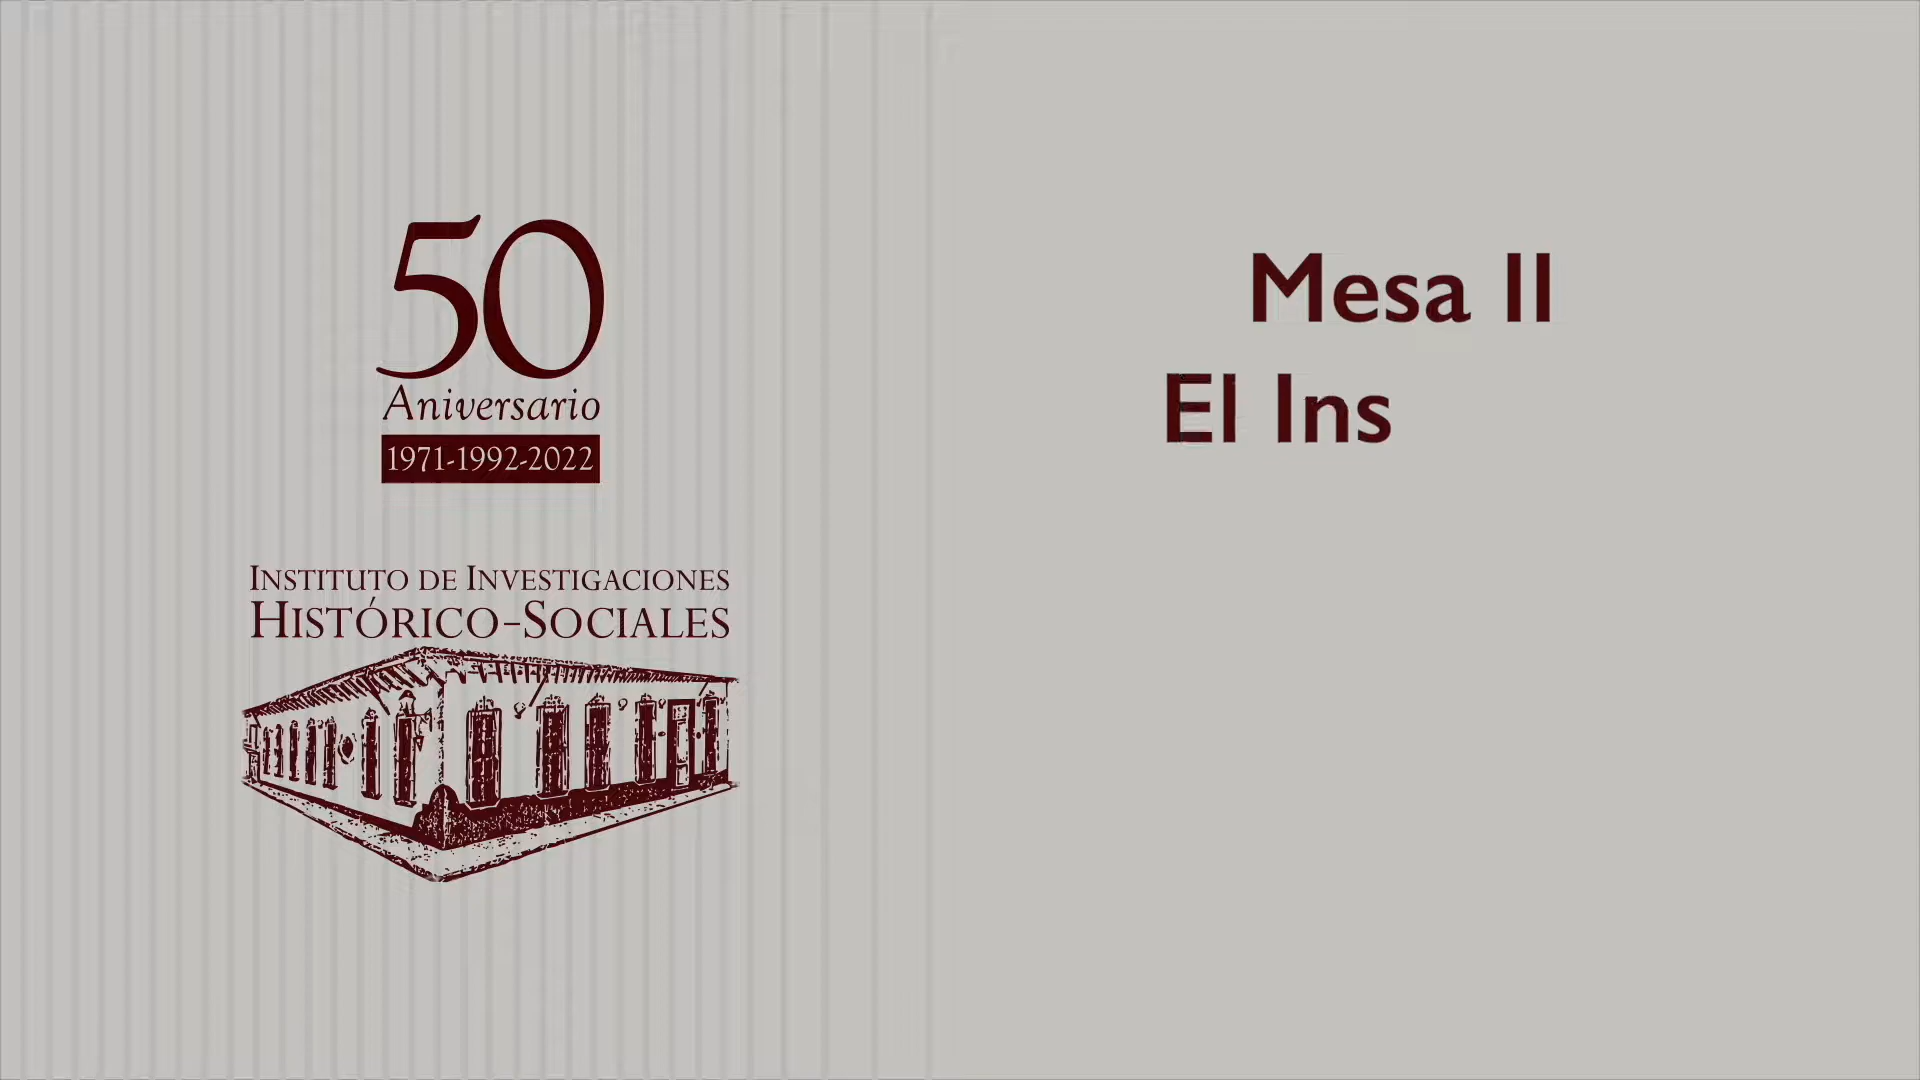 50
Aniversario
1971-1992-2022
INSTITUTO DE INVESTIGACIONES
HISTÓRICO-SOCIALES
Mesa II
El Ins